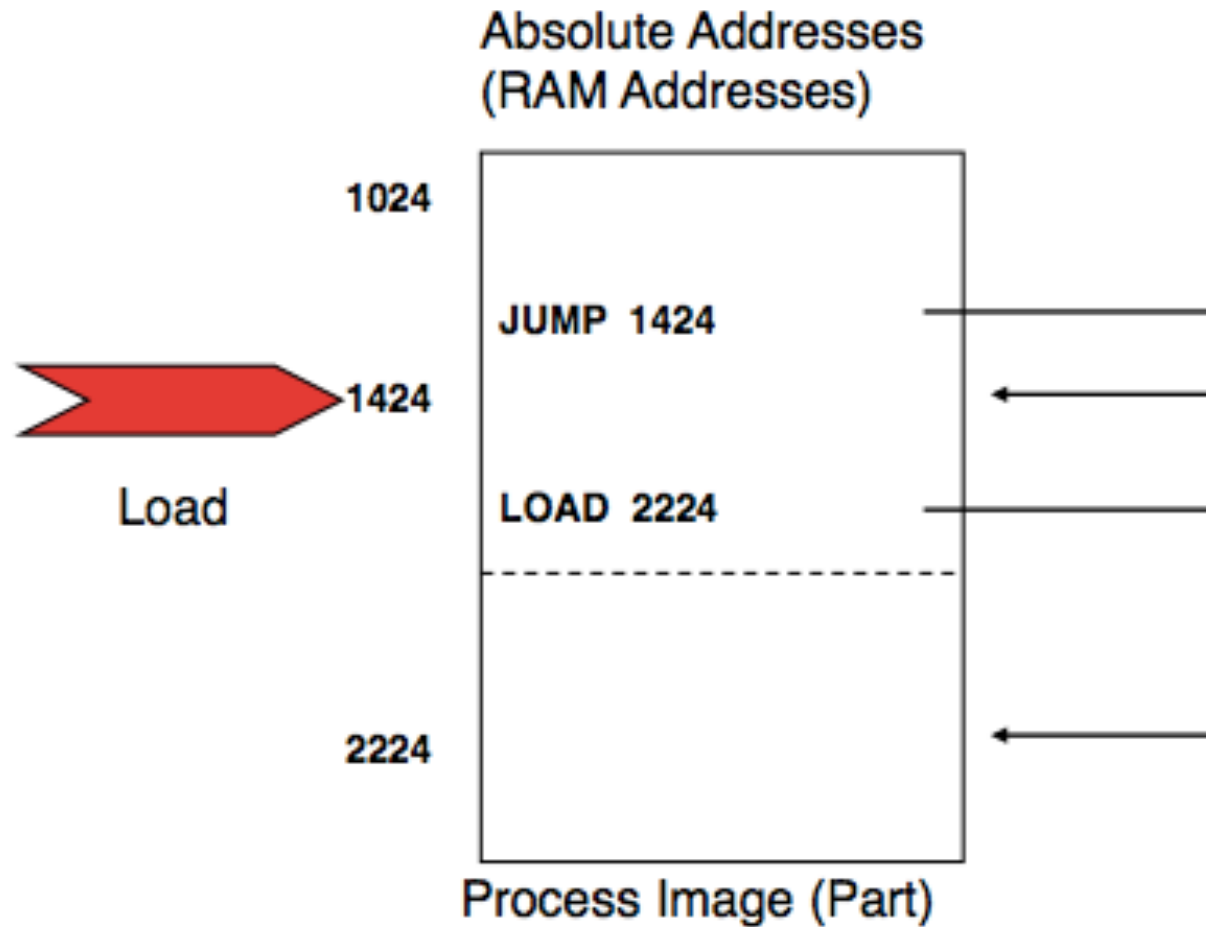 Absolute Addresses
(RAM Addresses)
1024
JUMP 1424
1424
Load
LOAD 2224
2224
Process Image (Part)